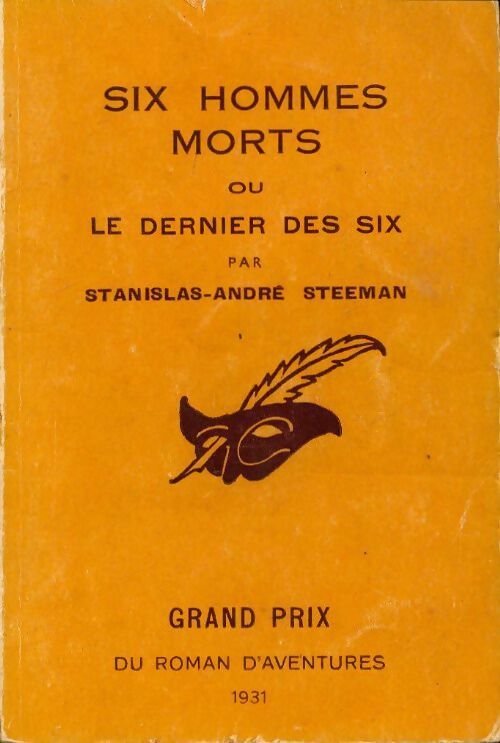 SIX HOMMES
MORTS
OU
LE DERNIER DES SIX
PAR
STANISLAS-ANDRÉ STEEMAN
GRAND PRIX
DU ROMAN D'AVENTURES
1931